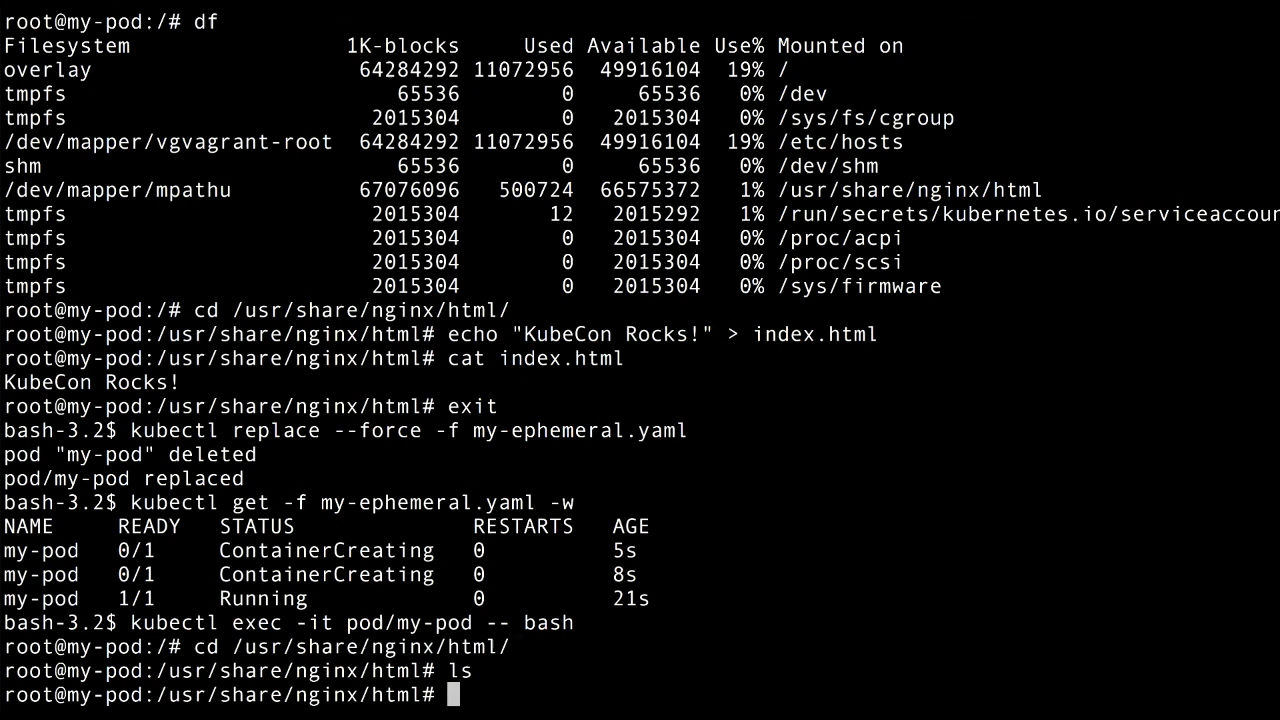 root@my-pod:/# df
Filesystem 1K-blocks Used Available Use% Mounted on
overlay 64284292 11072956 49916104 19% /
tmpfs 65536 0 65536 0% /dev
tmpfs 2015304 0 2015304 0% /sys/fs/cgroup
/dev/mapper/vgvagrant-root 64284292 11072956 49916104 19% /etc/hosts
shm 65536 0 65536 0% /dev/shm
/dev/mapper/mpathu 67076096 500724 66575372 1% /usr/share/nginx/html
tmpfs 2015304 12 2015292 1% /run/secrets/kubernetes.io/serviceaccoun
tmpfs 2015304 0 2015304 0% /proc/acpi
tmpfs 2015304 0 2015304 0% /proc/scsi
tmpfs 2015304 0 2015304 0% /sys/firmware
root@my-pod:/# cd /usr/share/nginx/html/
root@my-pod:/usr/share/nginx/html# echo "KubeCon Rocks!" > index.html
root@my-pod:/usr/share/nginx/html# cat index.html
KubeCon Rocks!
root@my-pod:/usr/share/nginx/html# exit
bash-3.2$ kubectl replace --force -f my-ephemeral.yaml
pod "my-pod" deleted
pod/my-pod replaced
bash-3.2$ kubectl get -f my-ephemeral.yaml -w
NAME READY STATUS RESTARTS AGE
my-pod 0/1 ContainerCreating 0 5s
my-pod 0/1 ContainerCreating 0 8s
my-pod 1/1 Running 0 21s
bash-3.2$ kubectl exec -it pod/my-pod -- bash
root@my-pod:/# cd /usr/share/nginx/html/
root@my-pod:/usr/share/nginx/html# ls
root@my-pod:/usr/share/nginx/html#